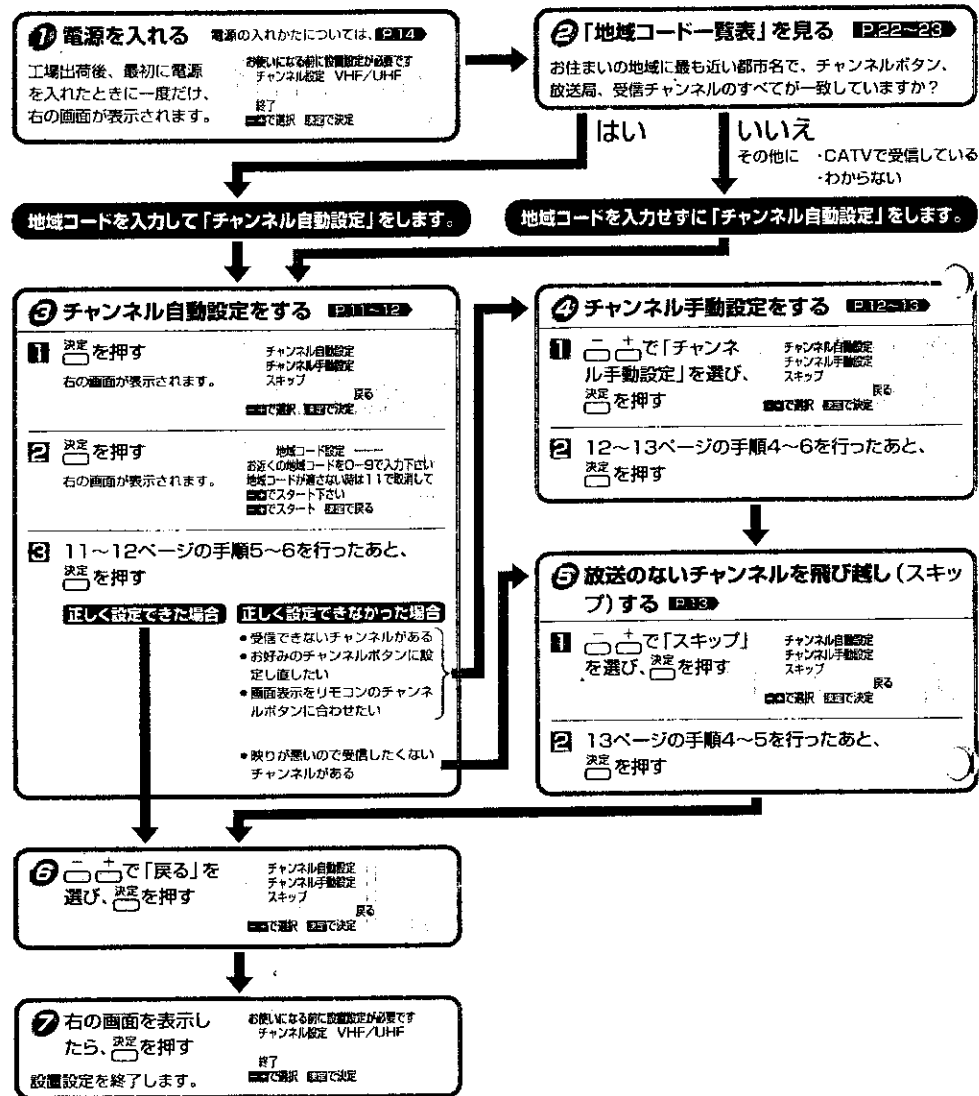 1 電源を入れる 電源の入れかたについては、P.14
工場出荷後、最初に電源
を入れたときに一度だけ、
右の画面が表示されます。
お使いになる前に設置設定が必要です
チャンネル設定 VHF/UHF
終了
－＋で選択 決定で決定
2 「地域コード一覧表」を見る P.22～23
お住まいの地域に最も近い都市名で、チャンネルボタン、
放送局、受信チャンネルのすべてが一致していますか？
はい
いいえ
その他に ・CATVで受信している
・わからない
地域コードを入力して「チャンネル自動設定」をします。
地域コードを入力せずに「チャンネル自動設定」をします。
3 チャンネル自動設定をする P.11～12
1 決定を押す
右の画面が表示されます。
チャンネル自動設定
チャンネル手動設定
スキップ
戻る
－＋で選択 決定で決定
2 決定を押す
右の画面が表示されます。
地域コード設定 −−−
お近くの地域コードを0～9で入力下さい
地域コードが適さない時は11で取消して
－＋でスタート下さい
－＋でスタート 決定で戻る
3 11～12ページの手順5～6を行ったあと、
決定を押す
正しく設定できた場合
正しく設定できなかった場合
●受信できないチャンネルがある
●お好みのチャンネルボタンに設
定し直したい
●画面表示をリモコンのチャンネ
ルボタンに合わせたい
●映りが悪いので受信したくない
チャンネルがある
4 チャンネル手動設定をする P.12～13
1 － ＋で「チャンネ
ル手動設定」を選び、
決定を押す
チャンネル自動設定
チャンネル手動設定
スキップ
戻る
－＋で選択 決定で決定
2 12～13ページの手順4～6を行ったあと、
決定を押す
5 放送のないチャンネルを飛び越し(スキッ
プ)する P.13
1 － ＋で「スキップ」
を選び、決定を押す
チャンネル自動設定
チャンネル手動設定
スキップ
戻る
－＋で選択 決定で決定
2 13ページの手順4～5を行ったあと、
決定を押す
6 － ＋で「戻る」を
選び、決定を押す
チャンネル自動設定
チャンネル手動設定
スキップ
戻る
－＋で選択 決定で決定
7 右の画面を表示し
たら、決定を押す
設置設定を終了します。
お使いになる前に設置設定が必要です
チャンネル設定 VHF/UHF
終了
－＋で選択 決定で決定